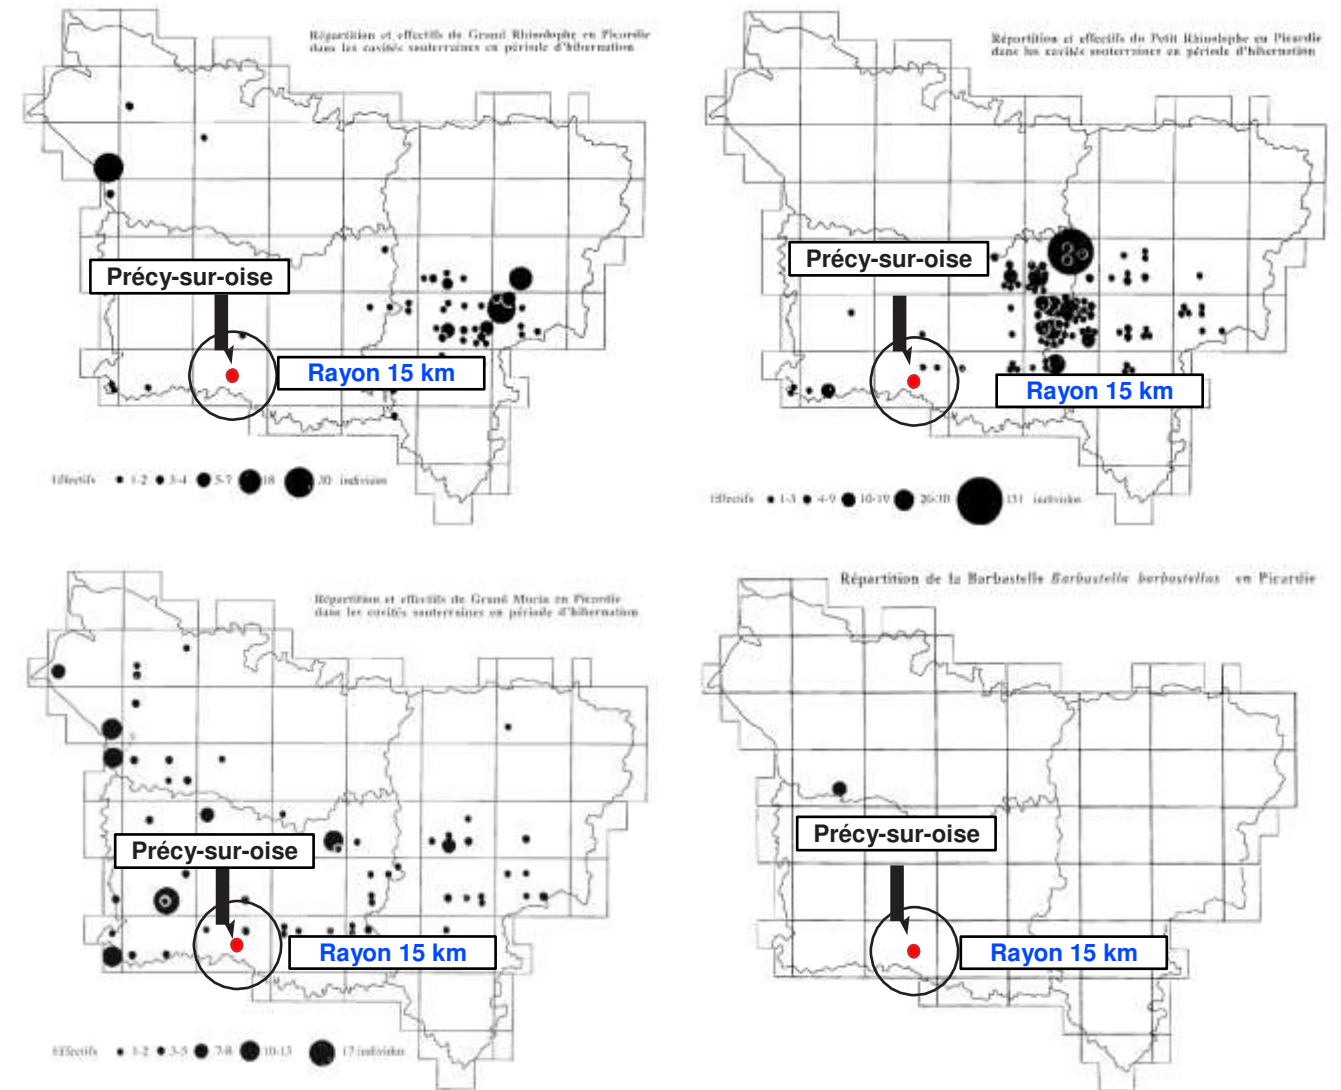 Répartition et effectifs de Grand Rhinolophe en Picardie
dans les cavités souterraines en période d'hibernation
Précy-sur-oise
Rayon 15 km
Effectifs 1-2 3-4 5-7 18 30 individus
Répartition et effectifs du Petit Rhinolophe en Picardie
dans les cavités souterraines en période d'hibernation
Précy-sur-oise
Rayon 15 km
Effectifs 1-3 4-9 10-19 20-30 131 individus
Répartition et effectifs de Grand Murin en Picardie
dans les cavités souterraines en période d'hibernation
Précy-sur-oise
Rayon 15 km
Effectifs 1-2 3-5 7-8 10-13 17 individus
Répartition de la Barbastelle Barbastella barbastellus en Picardie
Précy-sur-oise
Rayon 15 km